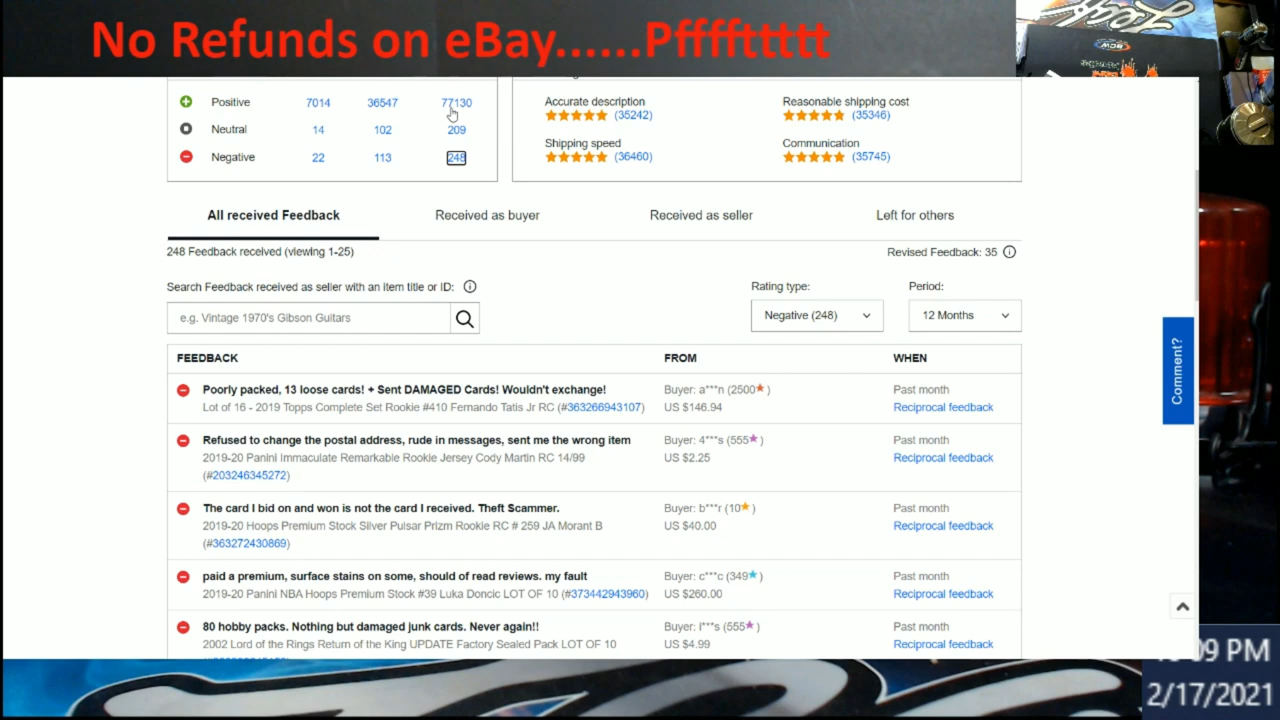 No Refunds on eBay......Pfffftttttt
Positive 7014 36547 77130
Neutral 14 102 209
Negative 22 113 248
Accurate description
(35242)
Reasonable shipping cost
(35346)
Shipping speed
(36460)
Communication
(35745)
All received Feedback Received as buyer Received as seller Left for others
248 Feedback received (viewing 1-25)
Revised Feedback: 35
Search Feedback received as seller with an item title or ID:
Rating type:
Period:
e.g. Vintage 1970's Gibson Guitars
Negative (248)
12 Months
Comment?
FEEDBACK FROM WHEN
Poorly packed, 13 loose cards! + Sent DAMAGED Cards! Wouldn't exchange! Buyer: a***n (2500 ) Past month
Lot of 16 - 2019 Topps Complete Set Rookie #410 Fernando Tatis Jr RC (#363266943107) US $146.94 Reciprocal feedback
Refused to change the postal address, rude in messages, sent me the wrong item Buyer: 4***s (555 ) Past month
2019-20 Panini Immaculate Remarkable Rookie Jersey Cody Martin RC 14/99 US $2.25 Reciprocal feedback
(#203246345272)
The card I bid on and won is not the card I received. Theft Scammer. Buyer: b***r (10 ) Past month
2019-20 Hoops Premium Stock Silver Pulsar Prizm Rookie RC # 259 JA Morant B US $40.00 Reciprocal feedback
(#363272430869)
paid a premium, surface stains on some, should of read reviews. my fault Buyer: c***c (349 ) Past month
2019-20 Panini NBA Hoops Premium Stock #39 Luka Doncic LOT OF 10 (#373442943960) US $260.00 Reciprocal feedback
80 hobby packs. Nothing but damaged junk cards. Never again!! Buyer: i***s (555 ) Past month
2002 Lord of the Rings Return of the King UPDATE Factory Sealed Pack LOT OF 10 US $4.99 Reciprocal feedback
PM
2/17/2021